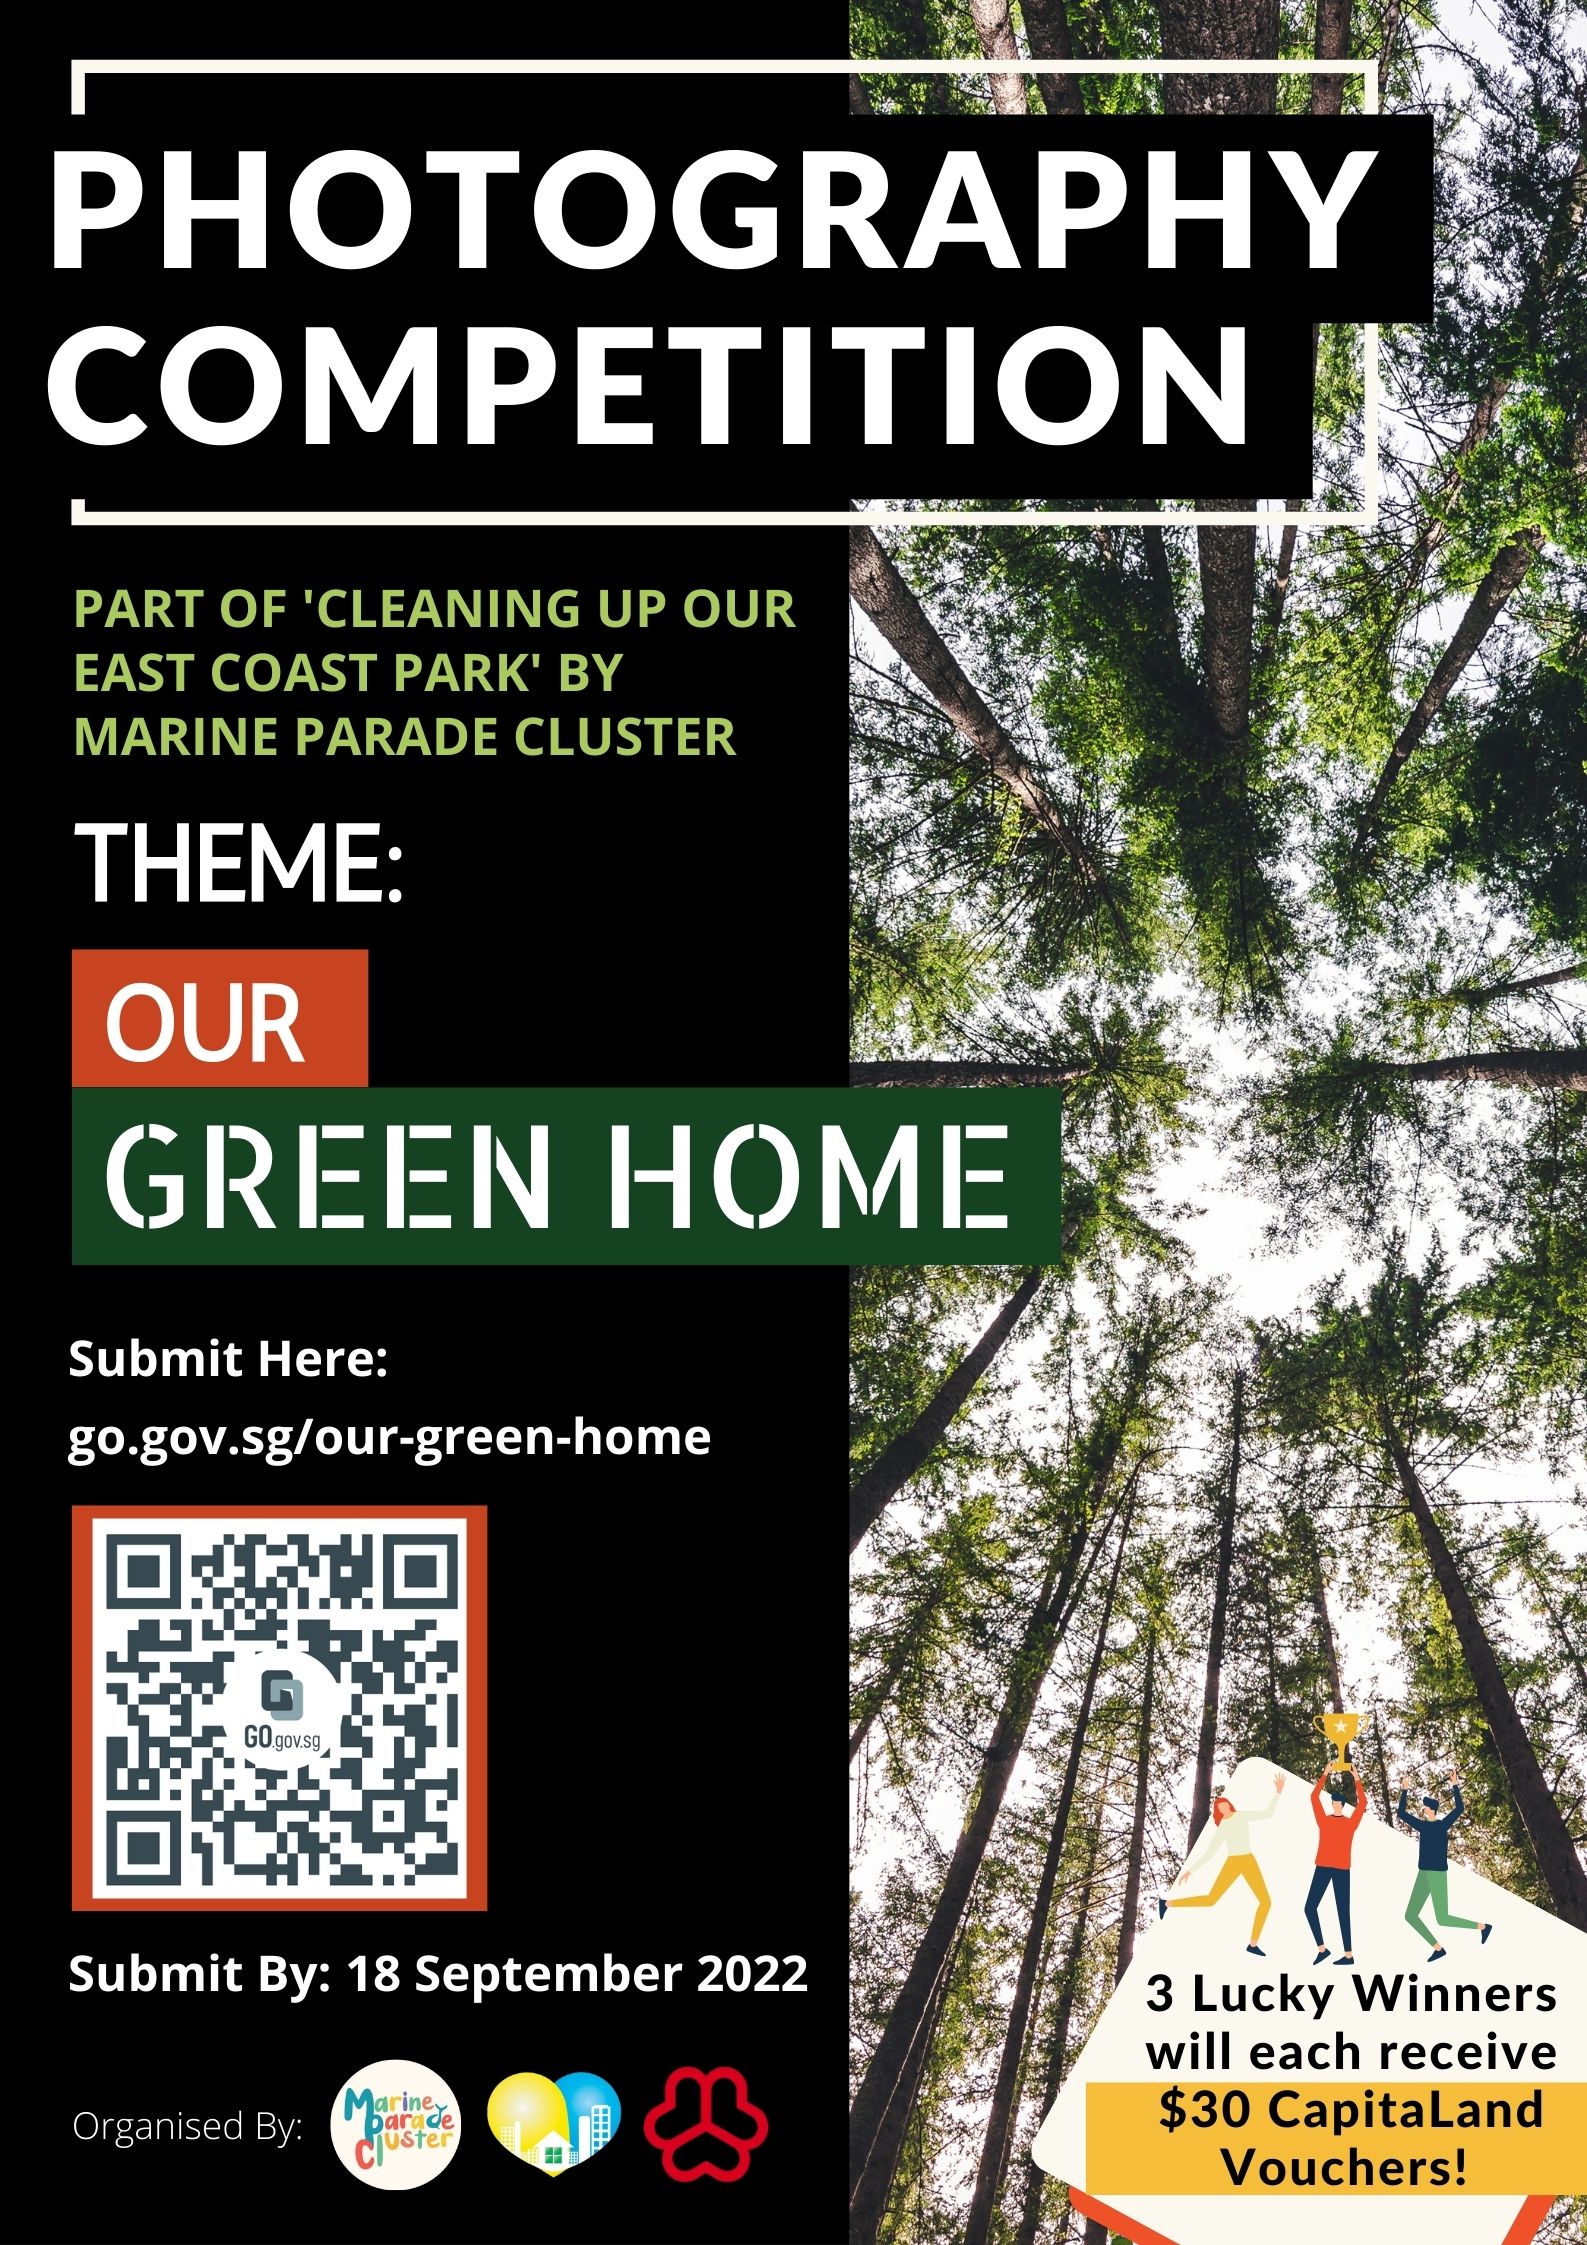 PHOTOGRAPHY
COMPETITION
PART OF 'CLEANING UP OUR
EAST COAST PARK' BY
MARINE PARADE CLUSTER
THEME:
OUR
GREEN HOME
Submit Here:
go.gov.sg/our-green-home
GO.gov.sg
Submit By: 18 September 2022
Organised By:
Marine
Parade
Cluster
3 Lucky Winners
will each receive
$30 CapitaLand
Vouchers!